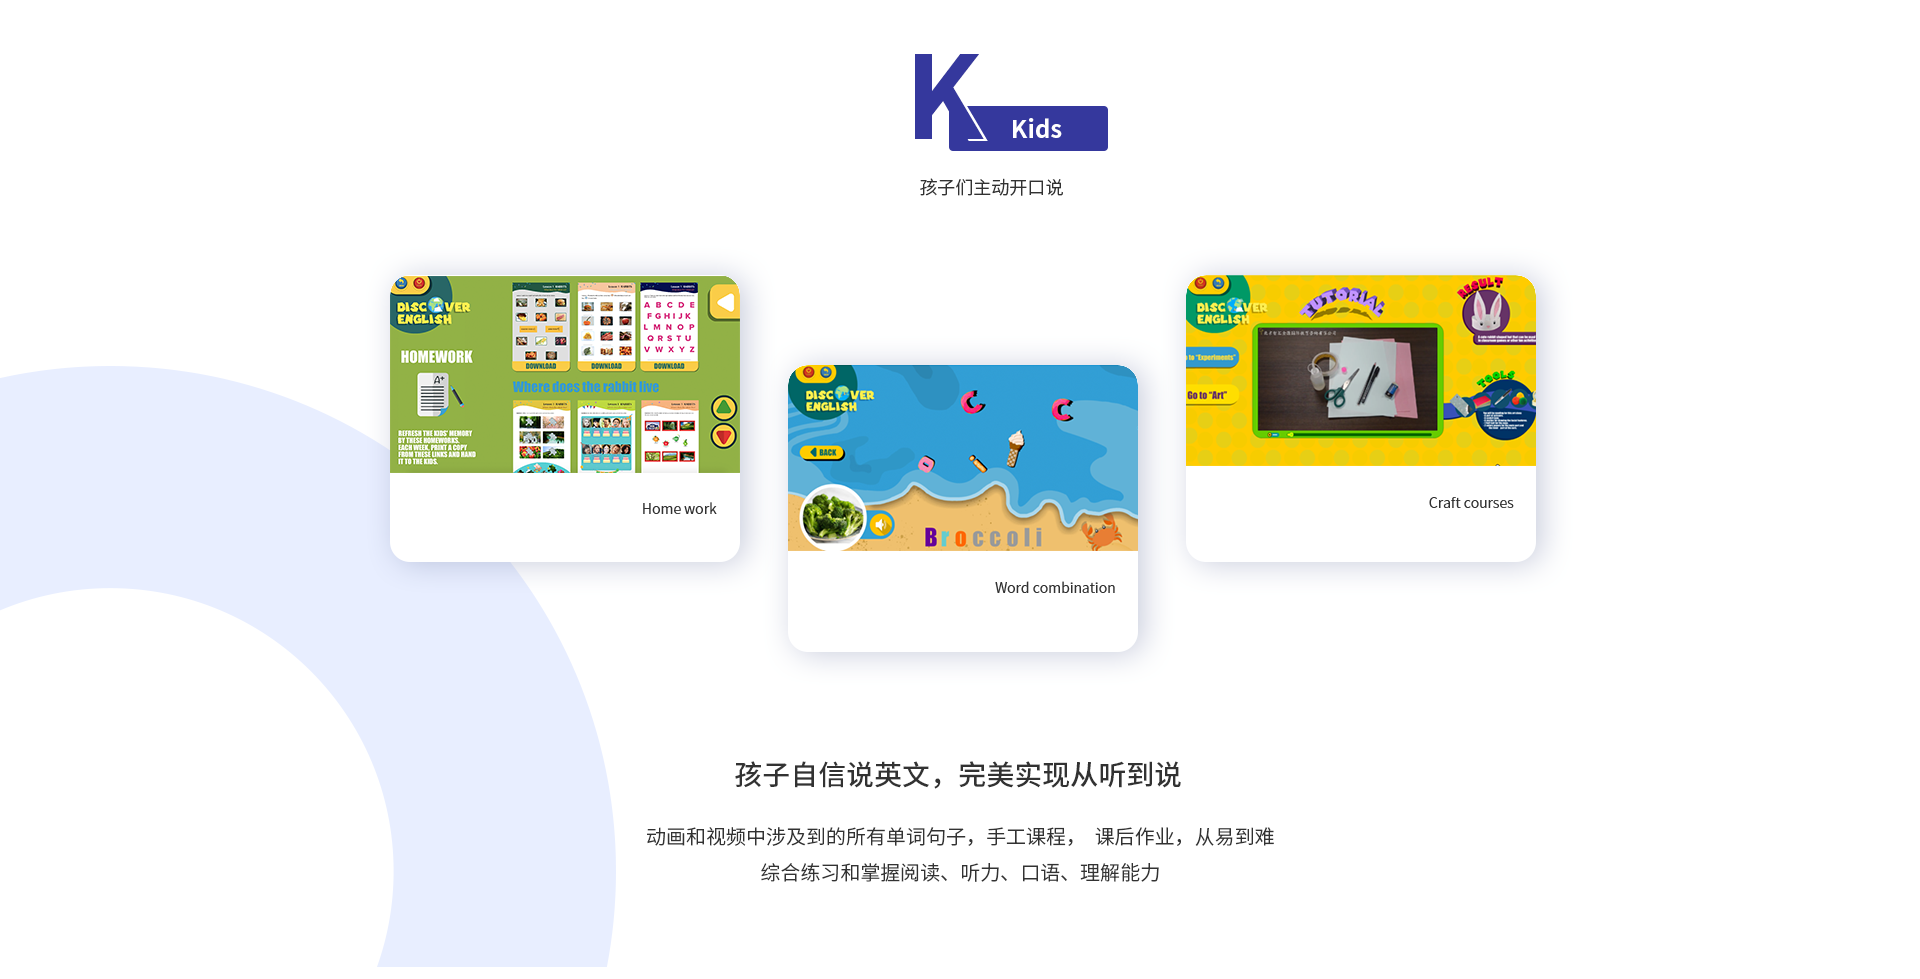 K
Kids
孩子们主动开口说
DISCOVER
ENGLISH
HOMEWORK
A+
REFRESH THE KIDS' MEMORY
BY THESE HOMEWORKS.
EACH WEEK, PRINT A COPY
FROM THESE LINKS AND HAND
IT TO THE KIDS.
A B C D E
F G H I J K
L M N O P
Q R S T U
V W X Y Z
DOWNLOAD
DOWNLOAD
DOWNLOAD
Where does the rabbit live
Home work
DISCOVER
ENGLISH
BACK
C
C
Broccoli
Word combination
DISCOVER
ENGLISH
TUTORIAL
RESULT
to "Experiments"
Go to "Art"
TOOLS
Craft courses
孩子自信说英文，完美实现从听到说
动画和视频中涉及到的所有单词句子，手工课程， 课后作业，从易到难
综合练习和掌握阅读、听力、口语、理解能力